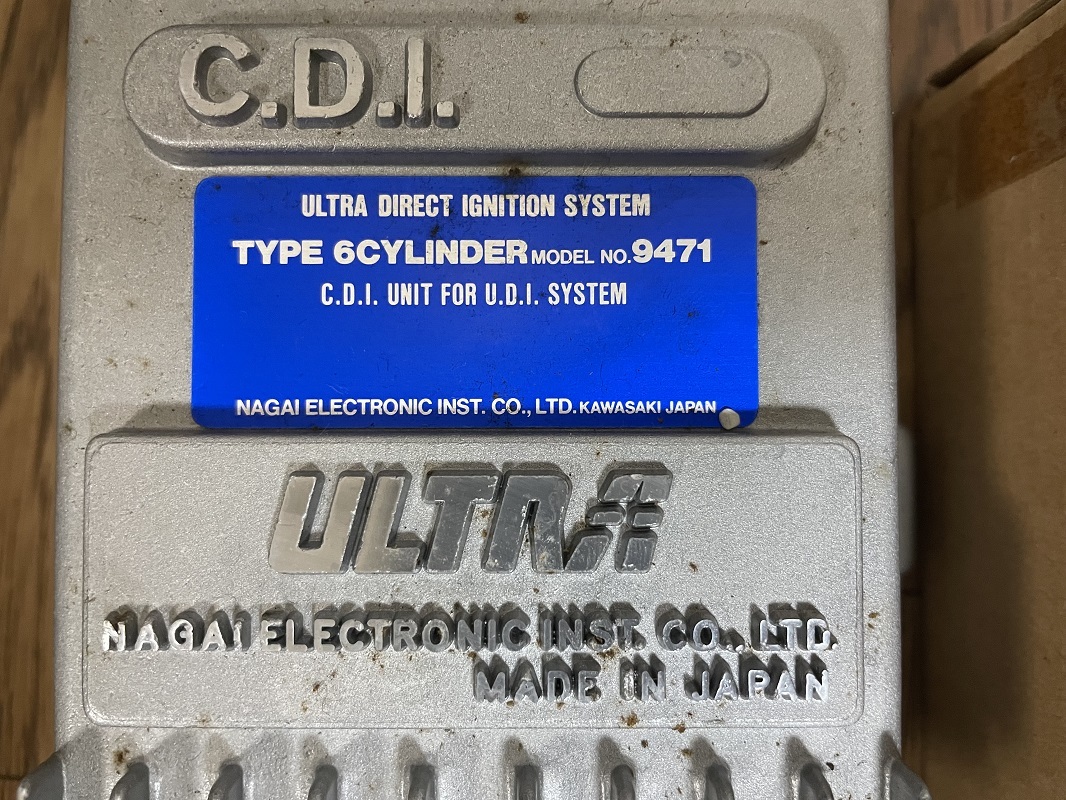 C.D.I.
ULTRA DIRECT IGNITION SYSTEM
TYPE 6CYLINDER MODEL NO. 9471
C.D.I. UNIT FOR U.D.I. SYSTEM
NAGAI ELECTRONIC INST. CO., LTD. KAWASAKI JAPAN
ULTRA
NAGAI ELECTRONIC INST. CO., LTD.
MADE IN JAPAN